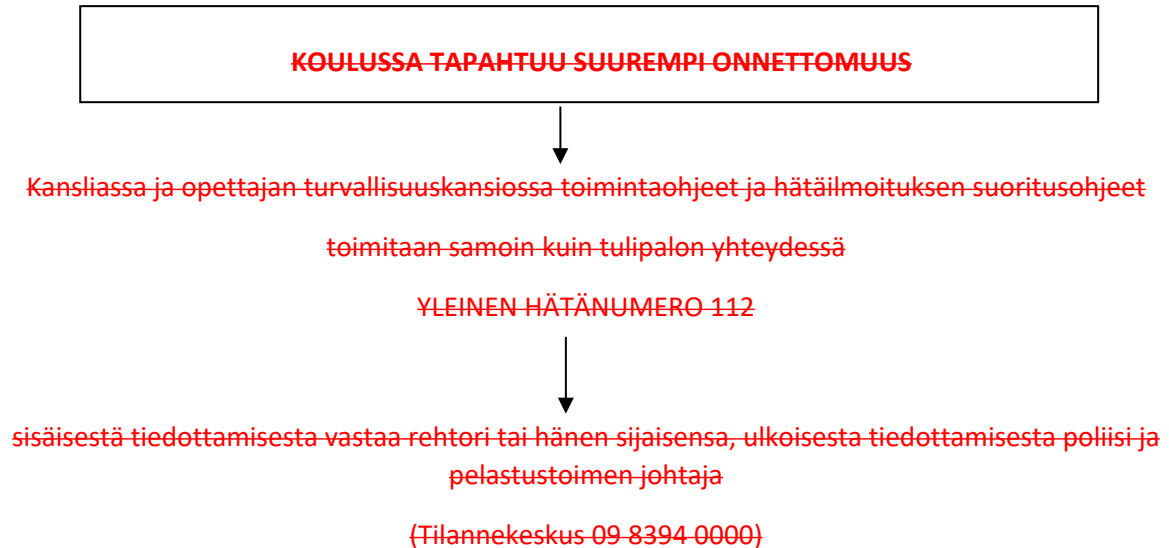 KOULUSSA TAPAHTUU SUUREMPI ONNETTOMUUS
Kansliassa ja opettajan turvallisuuskansiossa toimintaohjeet ja hätäilmoituksen suoritusohjeet
toimitaan samoin kuin tulipalon yhteydessä
YLEINEN HÄTÄNUMERO 112
sisäisestä tiedottamisesta vastaa rehtori tai hänen sijaisensa, ulkoisesta tiedottamisesta poliisi ja
pelastustoimen johtaja
(Tilannekeskus 09 8394 0000)